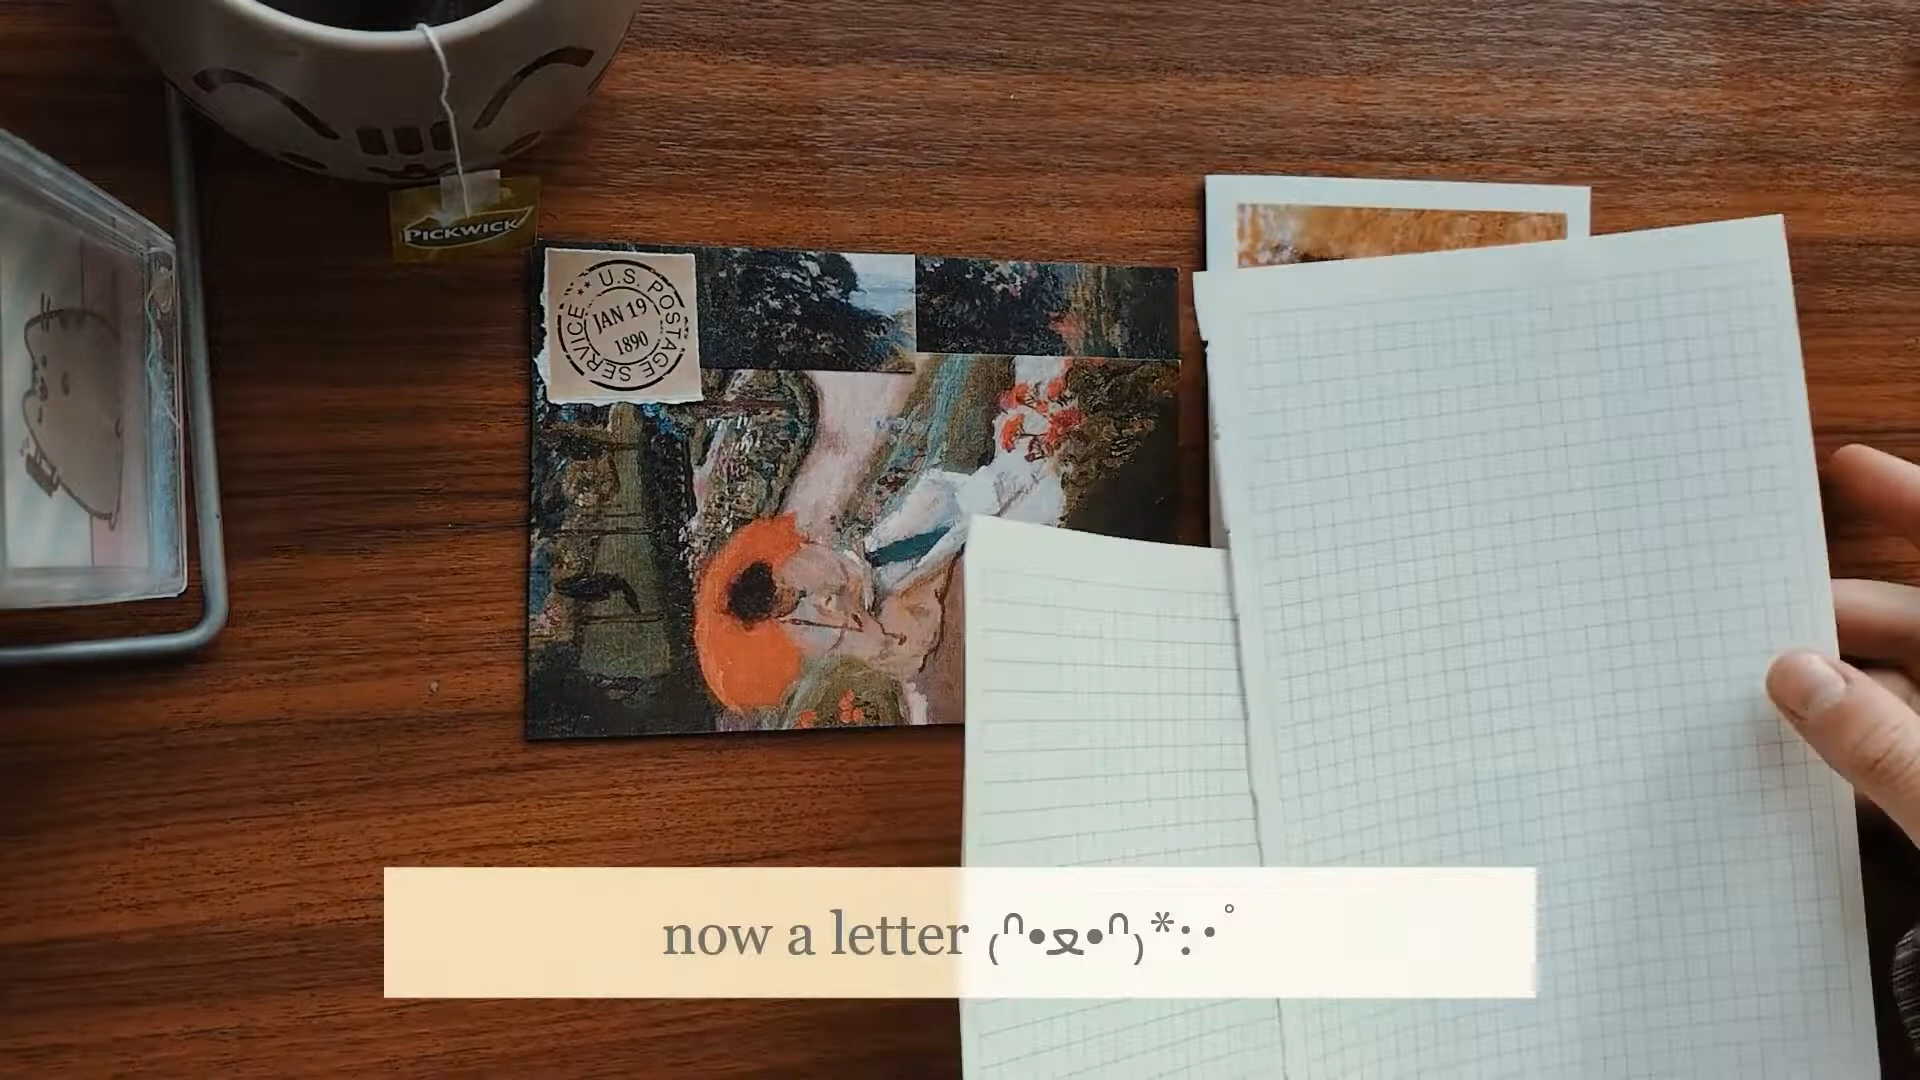 PICKWICK
U.S. POSTAGE SERVICE
JAN 19
1890
now a letter ₍ᐢ•ﻌ•ᐢ₎*:･ﾟ